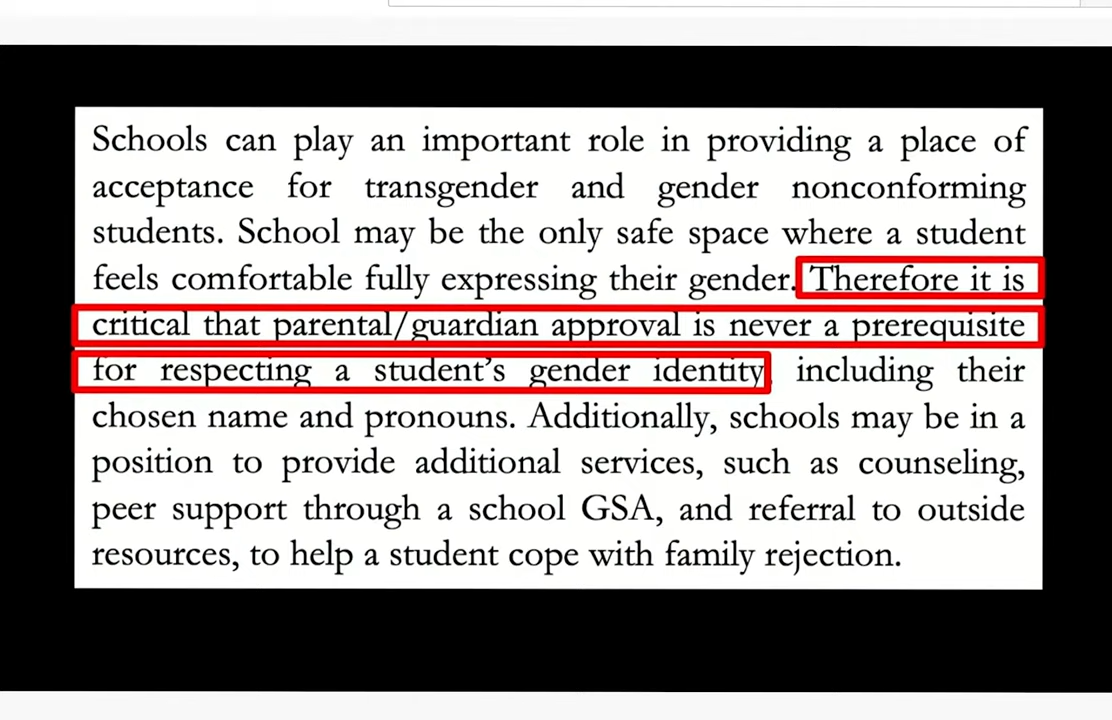 Schools can play an important role in providing a place of
acceptance for transgender and gender nonconforming
students. School may be the only safe space where a student
feels comfortable fully expressing their gender. Therefore it is
critical that parental/guardian approval is never a prerequisite
for respecting a student's gender identity, including their
chosen name and pronouns. Additionally, schools may be in a
position to provide additional services, such as counseling,
peer support through a school GSA, and referral to outside
resources, to help a student cope with family rejection.